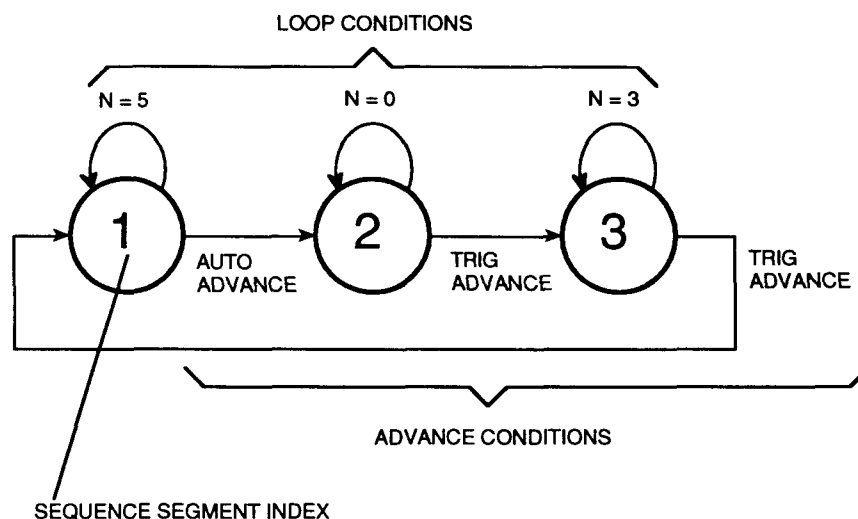 LOOP CONDITIONS
N = 5
N = 0
N = 3
1
2
3
AUTO
ADVANCE
TRIG
ADVANCE
TRIG
ADVANCE
ADVANCE CONDITIONS
SEQUENCE SEGMENT INDEX